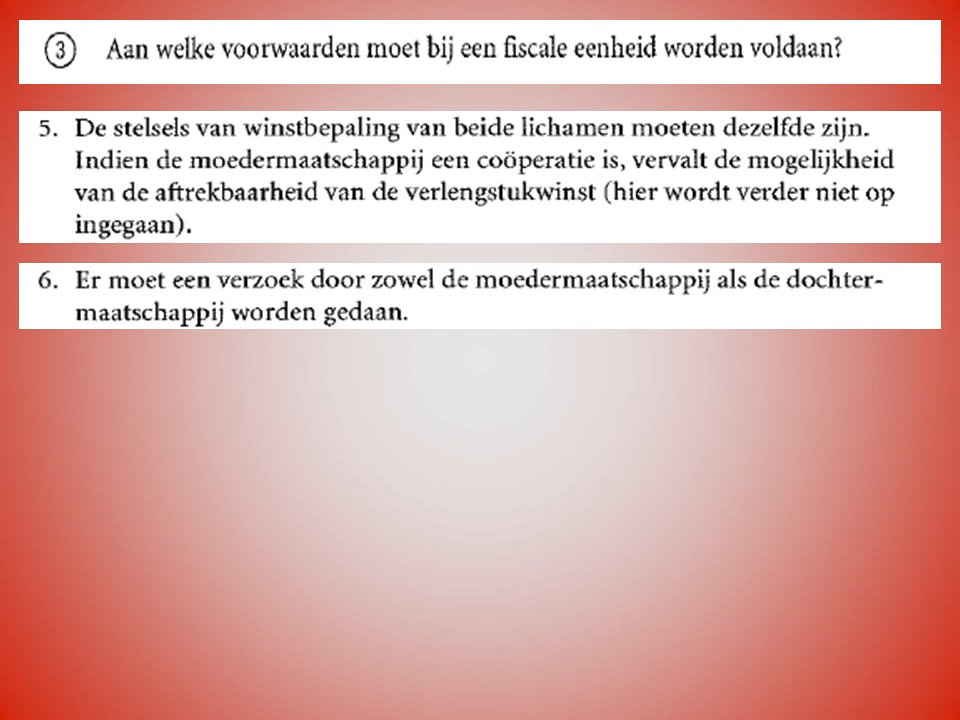 3 Aan welke voorwaarden moet bij een fiscale eenheid worden voldaan?
5. De stelsels van winstbepaling van beide lichamen moeten dezelfde zijn.
Indien de moedermaatschappij een coöperatie is, vervalt de mogelijkheid
van de aftrekbaarheid van de verlengstukwinst (hier wordt verder niet op
ingegaan).
6. Er moet een verzoek door zowel de moedermaatschappij als de dochter-
maatschappij worden gedaan.